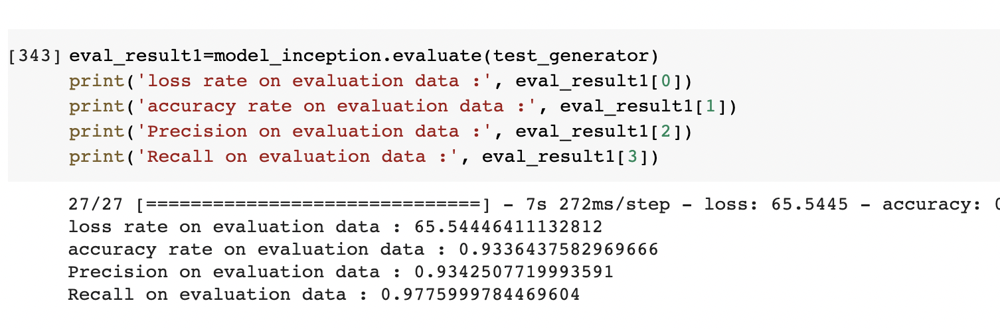 [343] eval_result1=model_inception.evaluate(test_generator)
print('loss rate on evaluation data :', eval_result1[0])
print('accuracy rate on evaluation data :', eval_result1[1])
print('Precision on evaluation data :', eval_result1[2])
print('Recall on evaluation data :', eval_result1[3])
27/27 [==============================] - 7s 272ms/step - loss: 65.5445 - accuracy: 0
loss rate on evaluation data : 65.54446411132812
accuracy rate on evaluation data : 0.9336437582969666
Precision on evaluation data : 0.9342507719993591
Recall on evaluation data : 0.9775999784469604